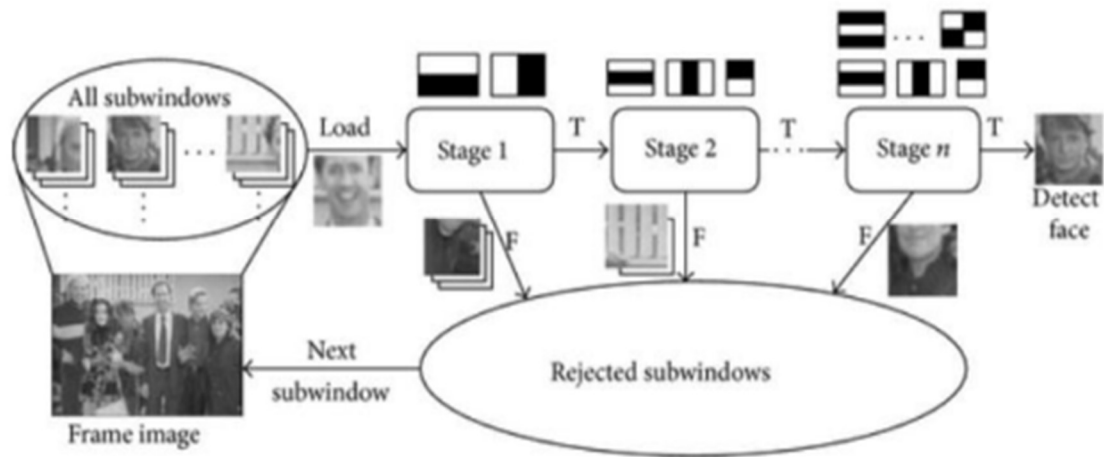 All subwindows
. . .
Load
Stage 1
T
Stage 2
T
. . . .
. . .
Stage n
T
Detect
face
F
F
F
Next
subwindow
Rejected subwindows
Frame image